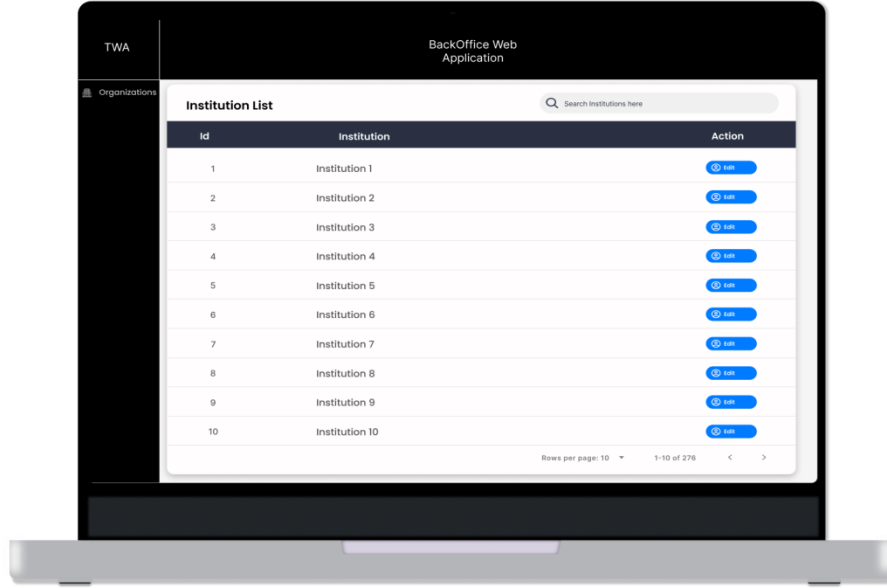 TWA
BackOffice Web
Application
Organizations
Institution List
Search Institutions here
Id Institution Action
1 Institution 1 Edit
2 Institution 2 Edit
3 Institution 3 Edit
4 Institution 4 Edit
5 Institution 5 Edit
6 Institution 6 Edit
7 Institution 7 Edit
8 Institution 8 Edit
9 Institution 9 Edit
10 Institution 10 Edit
Rows per page: 10 1-10 of 276